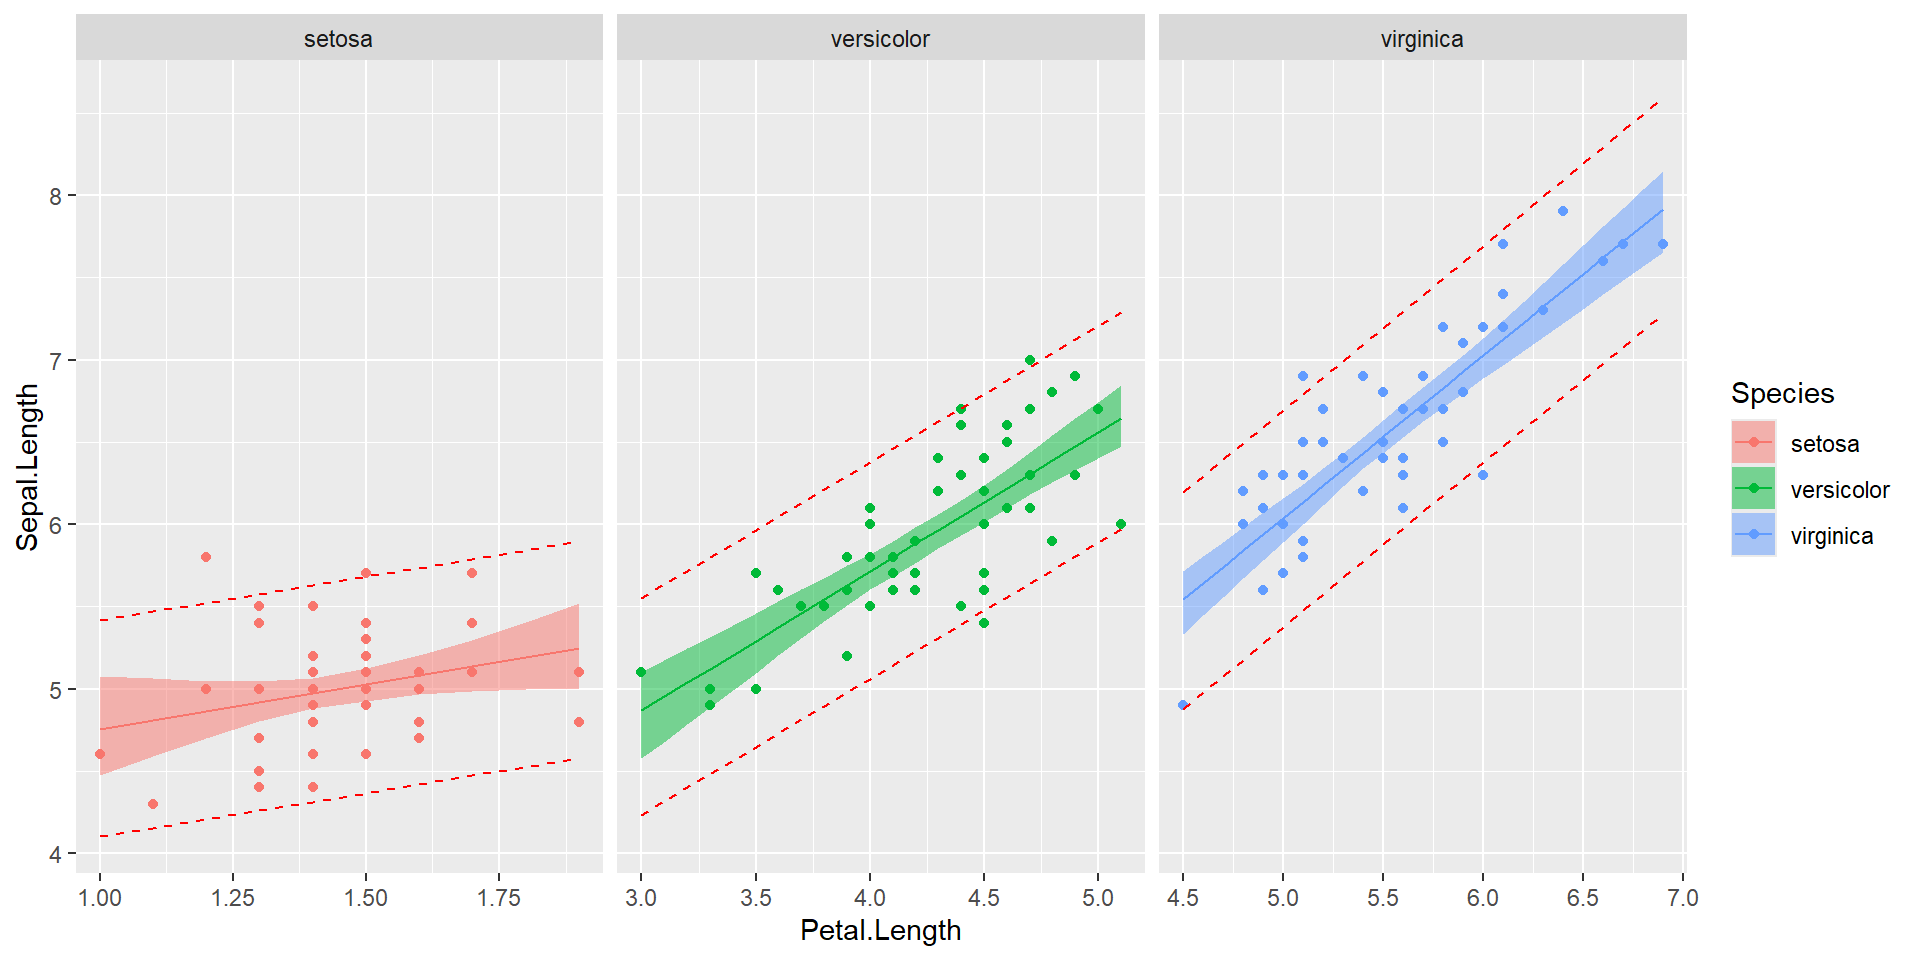 setosa versicolor virginica
8
7
6
5
4
Sepal.Length
1.00 1.25 1.50 1.75 3.0 3.5 4.0 4.5 5.0 4.5 5.0 5.5 6.0 6.5 7.0
Petal.Length
Species
setosa
versicolor
virginica